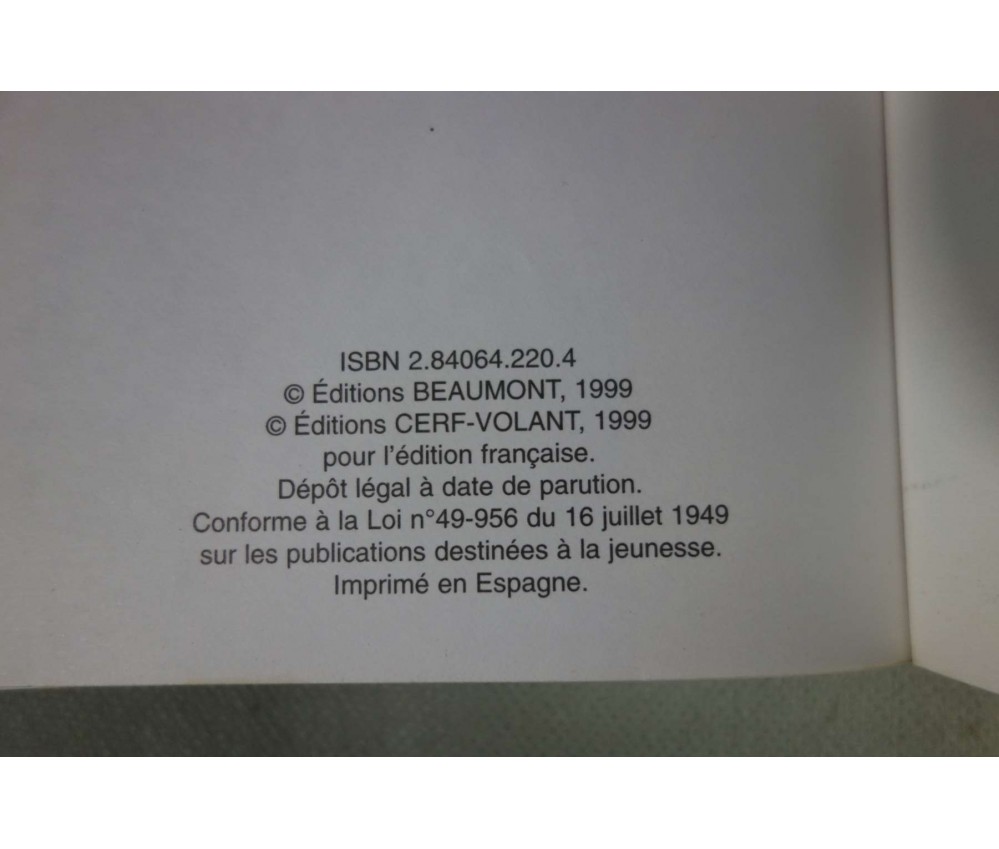 ISBN 2.84064.220.4
© Éditions BEAUMONT, 1999
© Éditions CERF-VOLANT, 1999
pour l'édition française.
Dépôt légal à date de parution.
Conforme à la Loi n°49-956 du 16 juillet 1949
sur les publications destinées à la jeunesse.
Imprimé en Espagne.